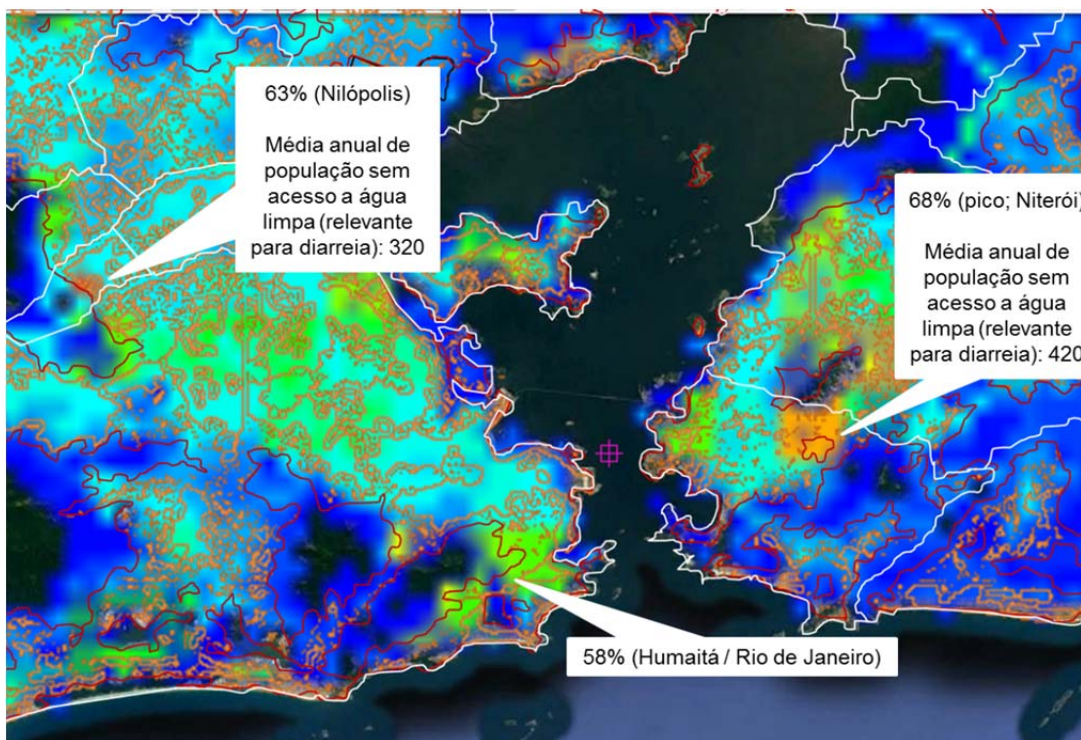 63% (Nilópolis)
Média anual de
população sem
acesso a água
limpa (relevante
para diarreia): 320
68% (pico; Niterói)
Média anual de
população sem
acesso a água
limpa (relevante
para diarreia): 420
58% (Humaitá / Rio de Janeiro)